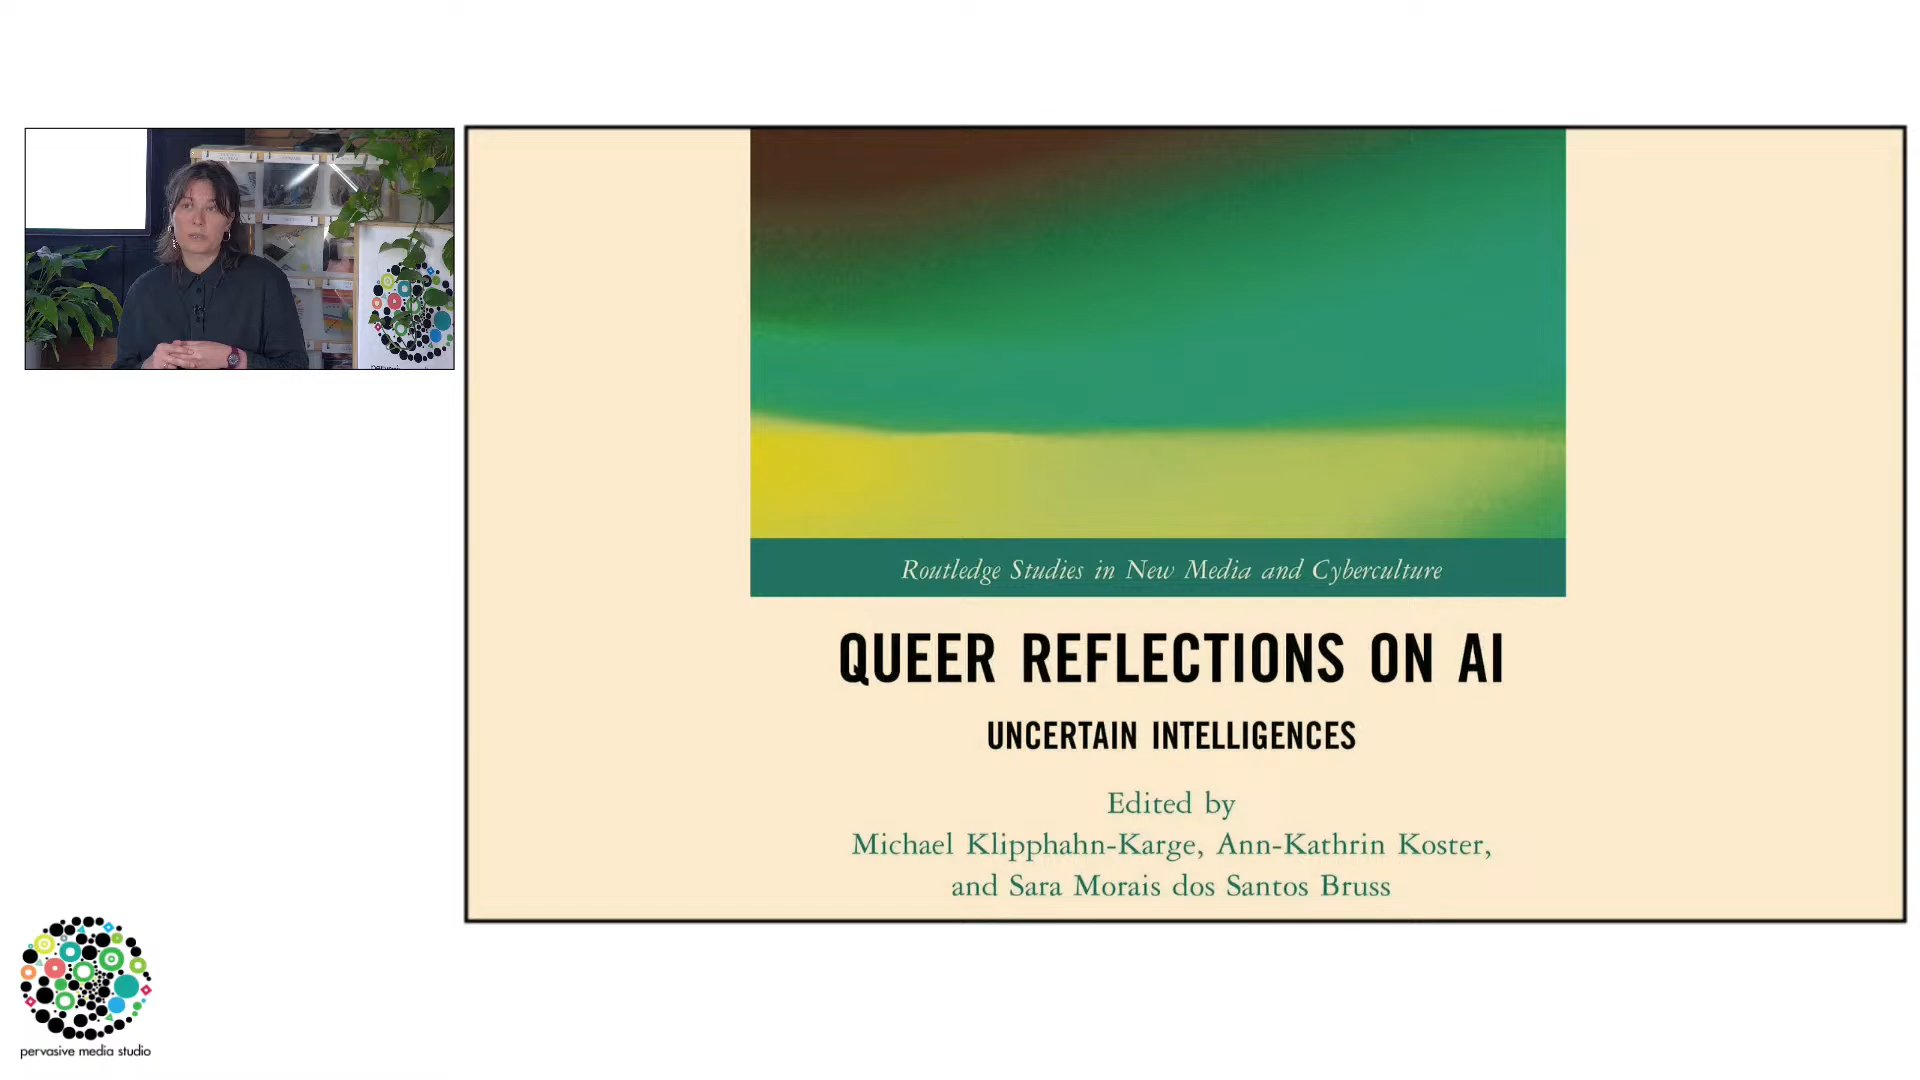 Routledge Studies in New Media and Cyberculture
QUEER REFLECTIONS ON AI
UNCERTAIN INTELLIGENCES
Edited by
Michael Klipphahn-Karge, Ann-Kathrin Koster,
and Sara Morais dos Santos Bruss
pervasive media studio